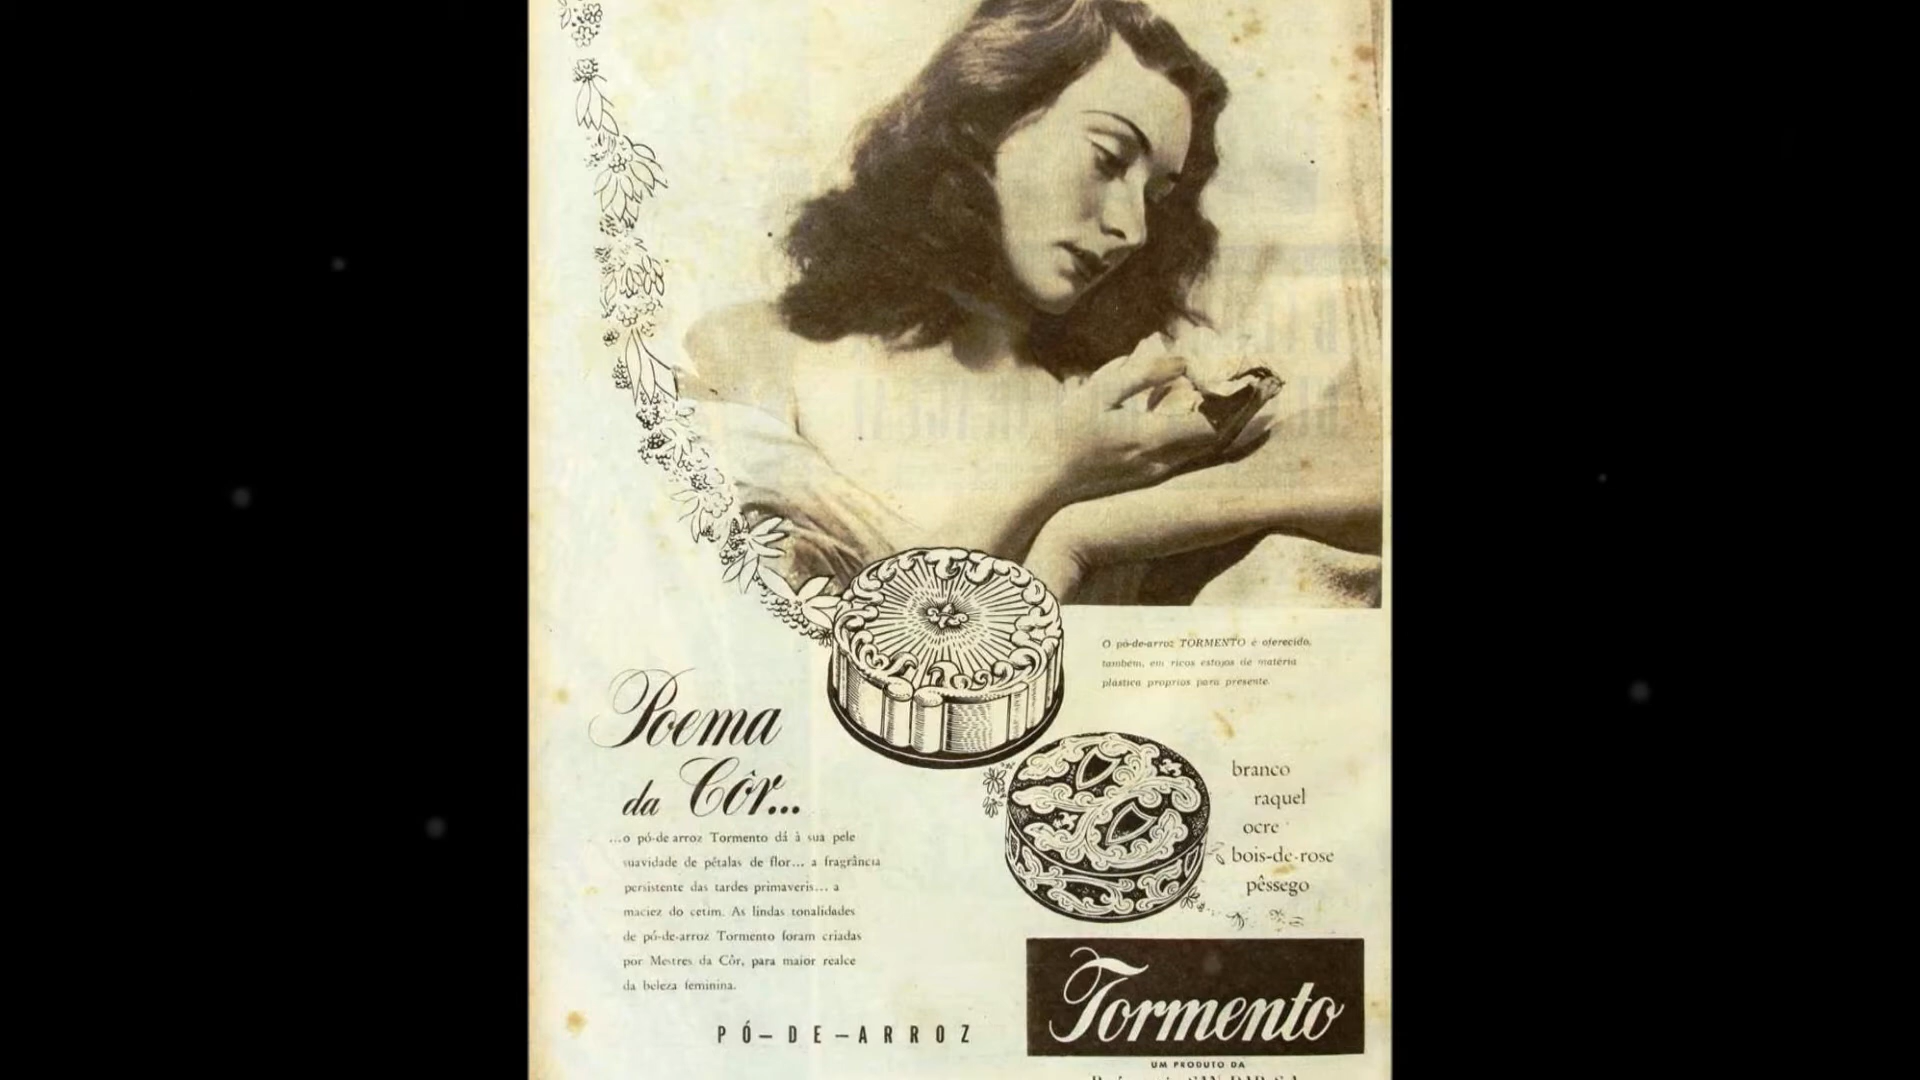 O pó-de-arroz TORMENTO é oferecido,
também, em ricos estojos de matéria
plástica proprios para presente.
Poema
da Côr...
...o pó-de arroz Tormento dá à sua pele
suavidade de pétalas de flor... a fragrância
persistente das tardes primaveris... a
maciez do cetim. As lindas tonalidades
de pó-de-arroz Tormento foram criadas
por Mestres da Côr, para maior realce
da beleza feminina.
branco
raquel
ocre
bois-de-rose
pêssego
PÓ-DE-ARROZ
Tormento
UM PRODUTO DA